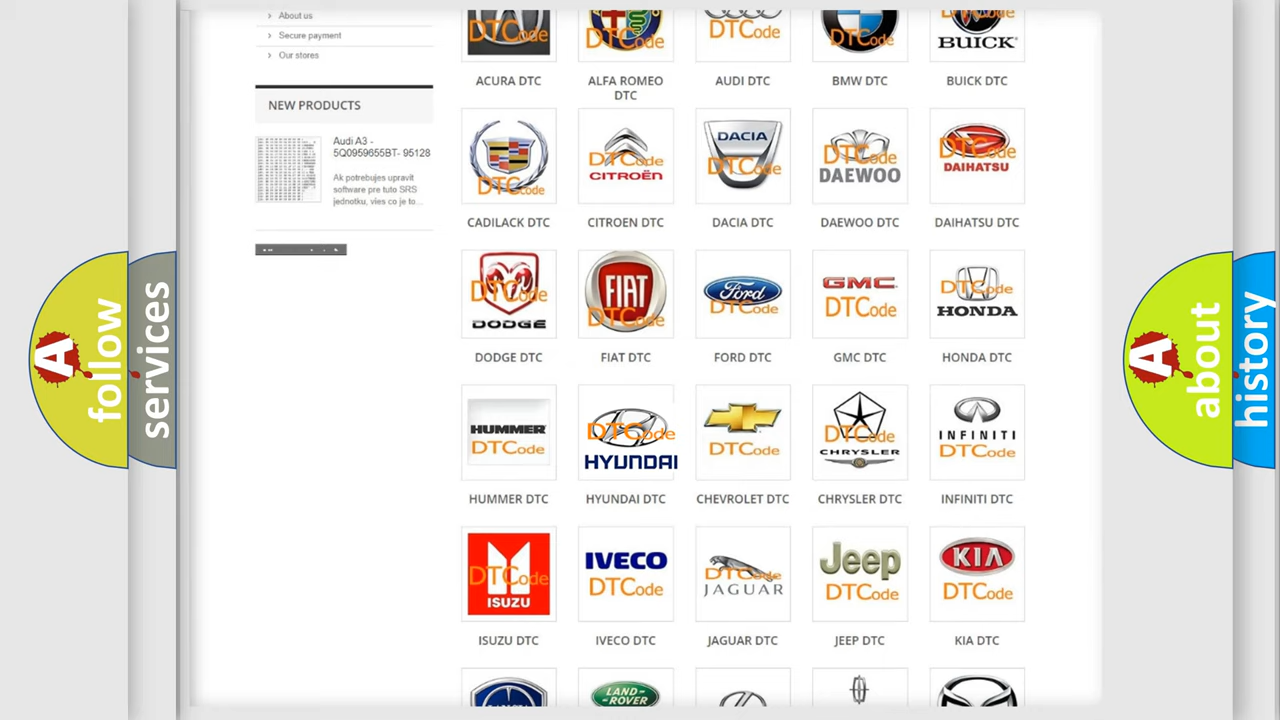 About us
Secure payment
Our stores
NEW PRODUCTS
Audi A3 -
5Q0959655BT- 95128
Ak potrebujes upravit
software pre tuto SRS
jednotku, vies co je to...
DTCode DTCode DTCode DTCode BUICK
ACURA DTC ALFA ROMEO DTC AUDI DTC BMW DTC BUICK DTC
DTCode DTCode CITROËN DACIA DTCode DTCode DAEWOO DTCode DAIHATSU
CADILACK DTC CITROEN DTC DACIA DTC DAEWOO DTC DAIHATSU DTC
DTCode DODGE FIAT DTCode Ford DTCode GMC DTCode DTCode HONDA
DODGE DTC FIAT DTC FORD DTC GMC DTC HONDA DTC
HUMMER DTCode DTCode HYUNDAI DTCode DTCode CHRYSLER INFINITI DTCode
HUMMER DTC HYUNDAI DTC CHEVROLET DTC CHRYSLER DTC INFINITI DTC
DTCode ISUZU IVECO DTCode DTCode JAGUAR Jeep DTCode KIA DTCode
ISUZU DTC IVECO DTC JAGUAR DTC JEEP DTC KIA DTC
LAND-
ROVER
A follow
services
A about
history